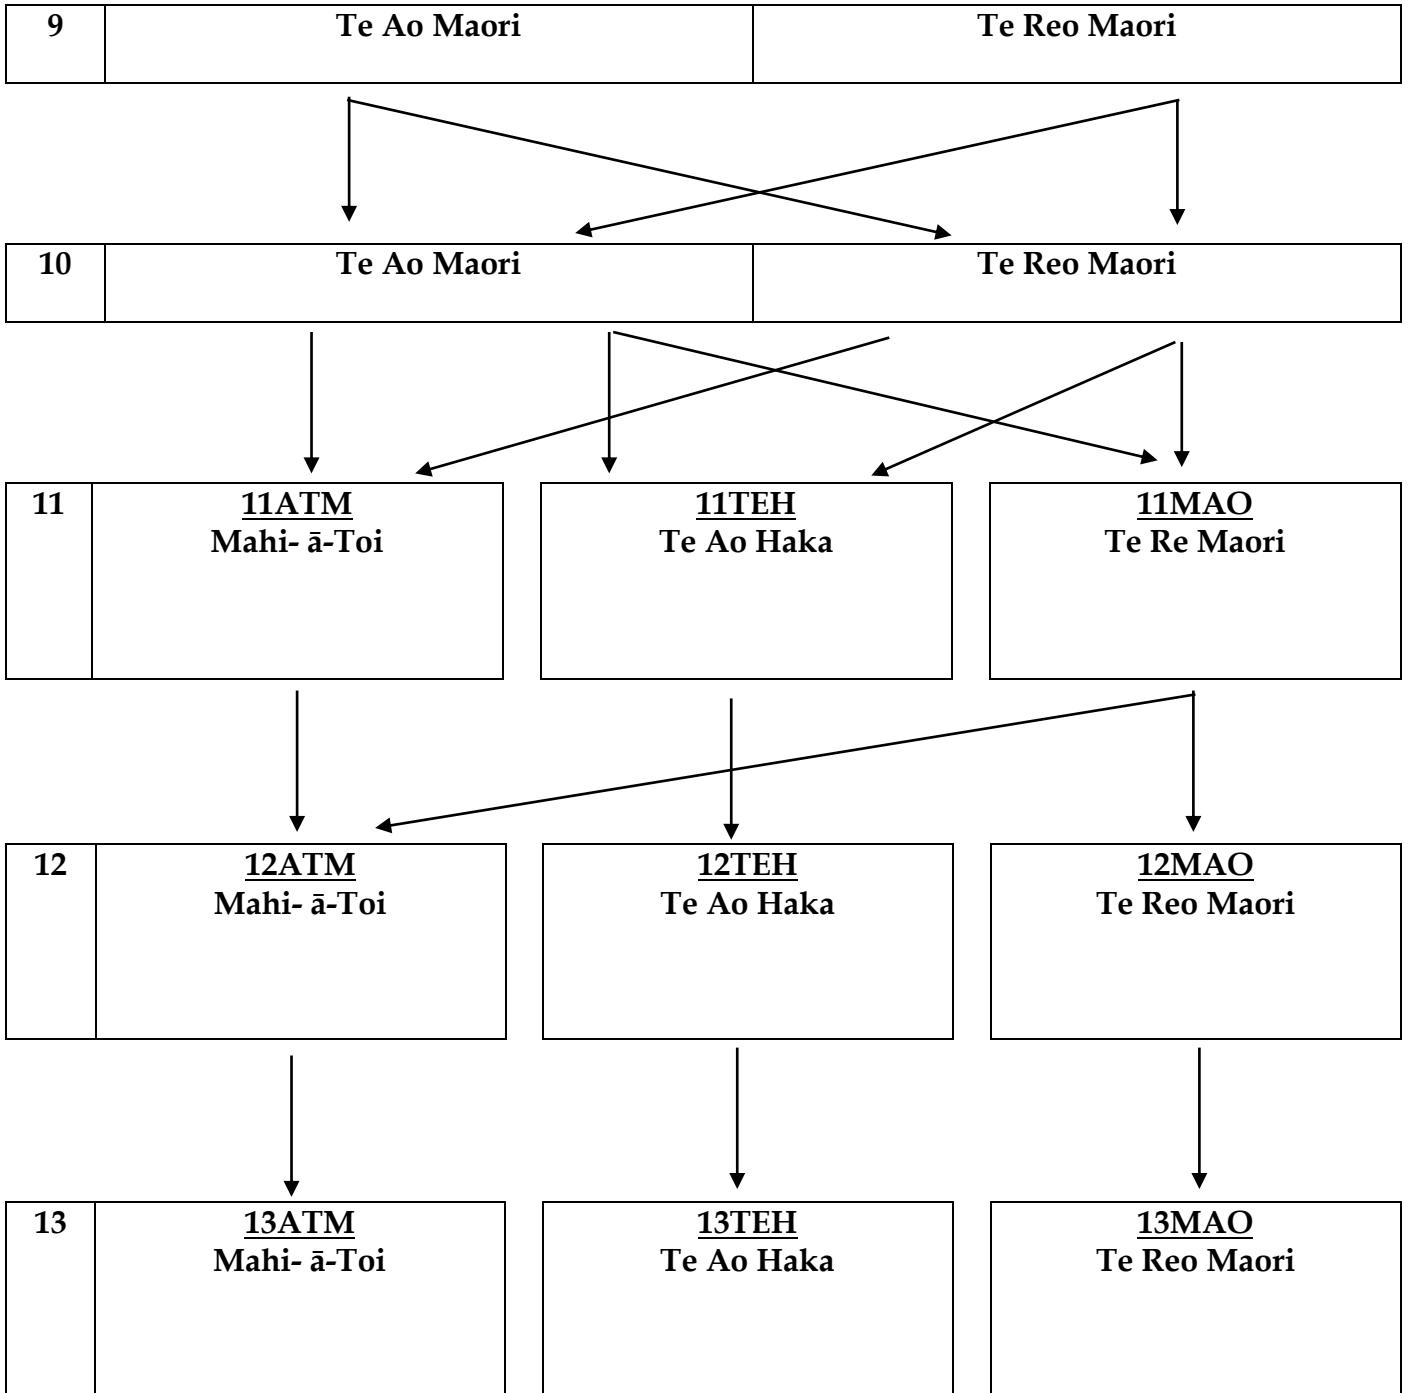 9 Te Ao Maori Te Reo Maori
10 Te Ao Maori Te Reo Maori
11 11ATM 11TEH 11MAO
Mahi- ā-Toi Te Ao Haka Te Re Maori
12 12ATM 12TEH 12MAO
Mahi- ā-Toi Te Ao Haka Te Reo Maori
13 13ATM 13TEH 13MAO
Mahi- ā-Toi Te Ao Haka Te Reo Maori